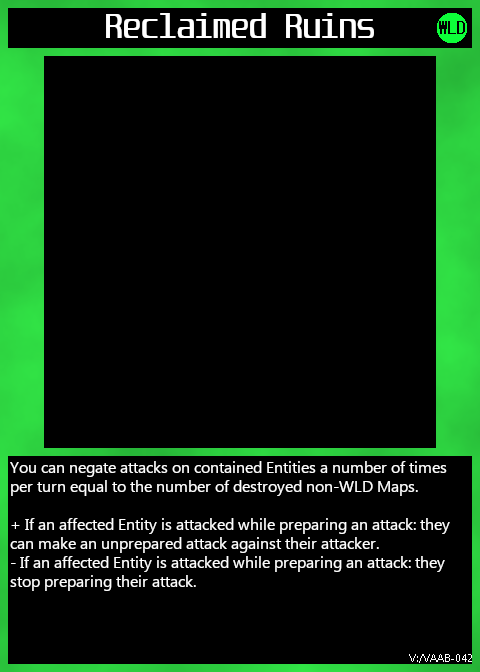 Reclaimed Ruins
WLD
You can negate attacks on contained Entities a number of times
per turn equal to the number of destroyed non-WLD Maps.
+ If an affected Entity is attacked while preparing an attack: they
can make an unprepared attack against their attacker.
- If an affected Entity is attacked while preparing an attack: they
stop preparing their attack.
V:/VAAB-042